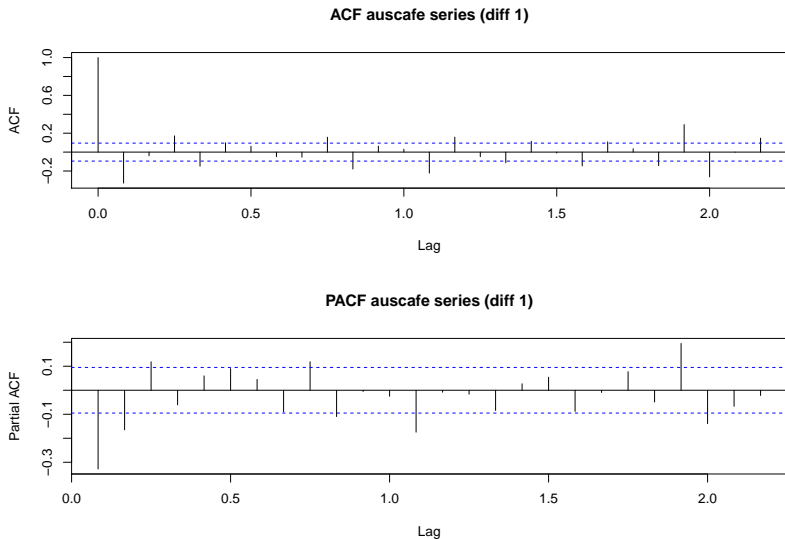 ACF auscafe series (diff 1)
ACF
−0.2 0.2 0.6 1.0
0.0 0.5 1.0 1.5 2.0
Lag
PACF auscafe series (diff 1)
Partial ACF
−0.3 −0.1 0.1
0.0 0.5 1.0 1.5 2.0
Lag